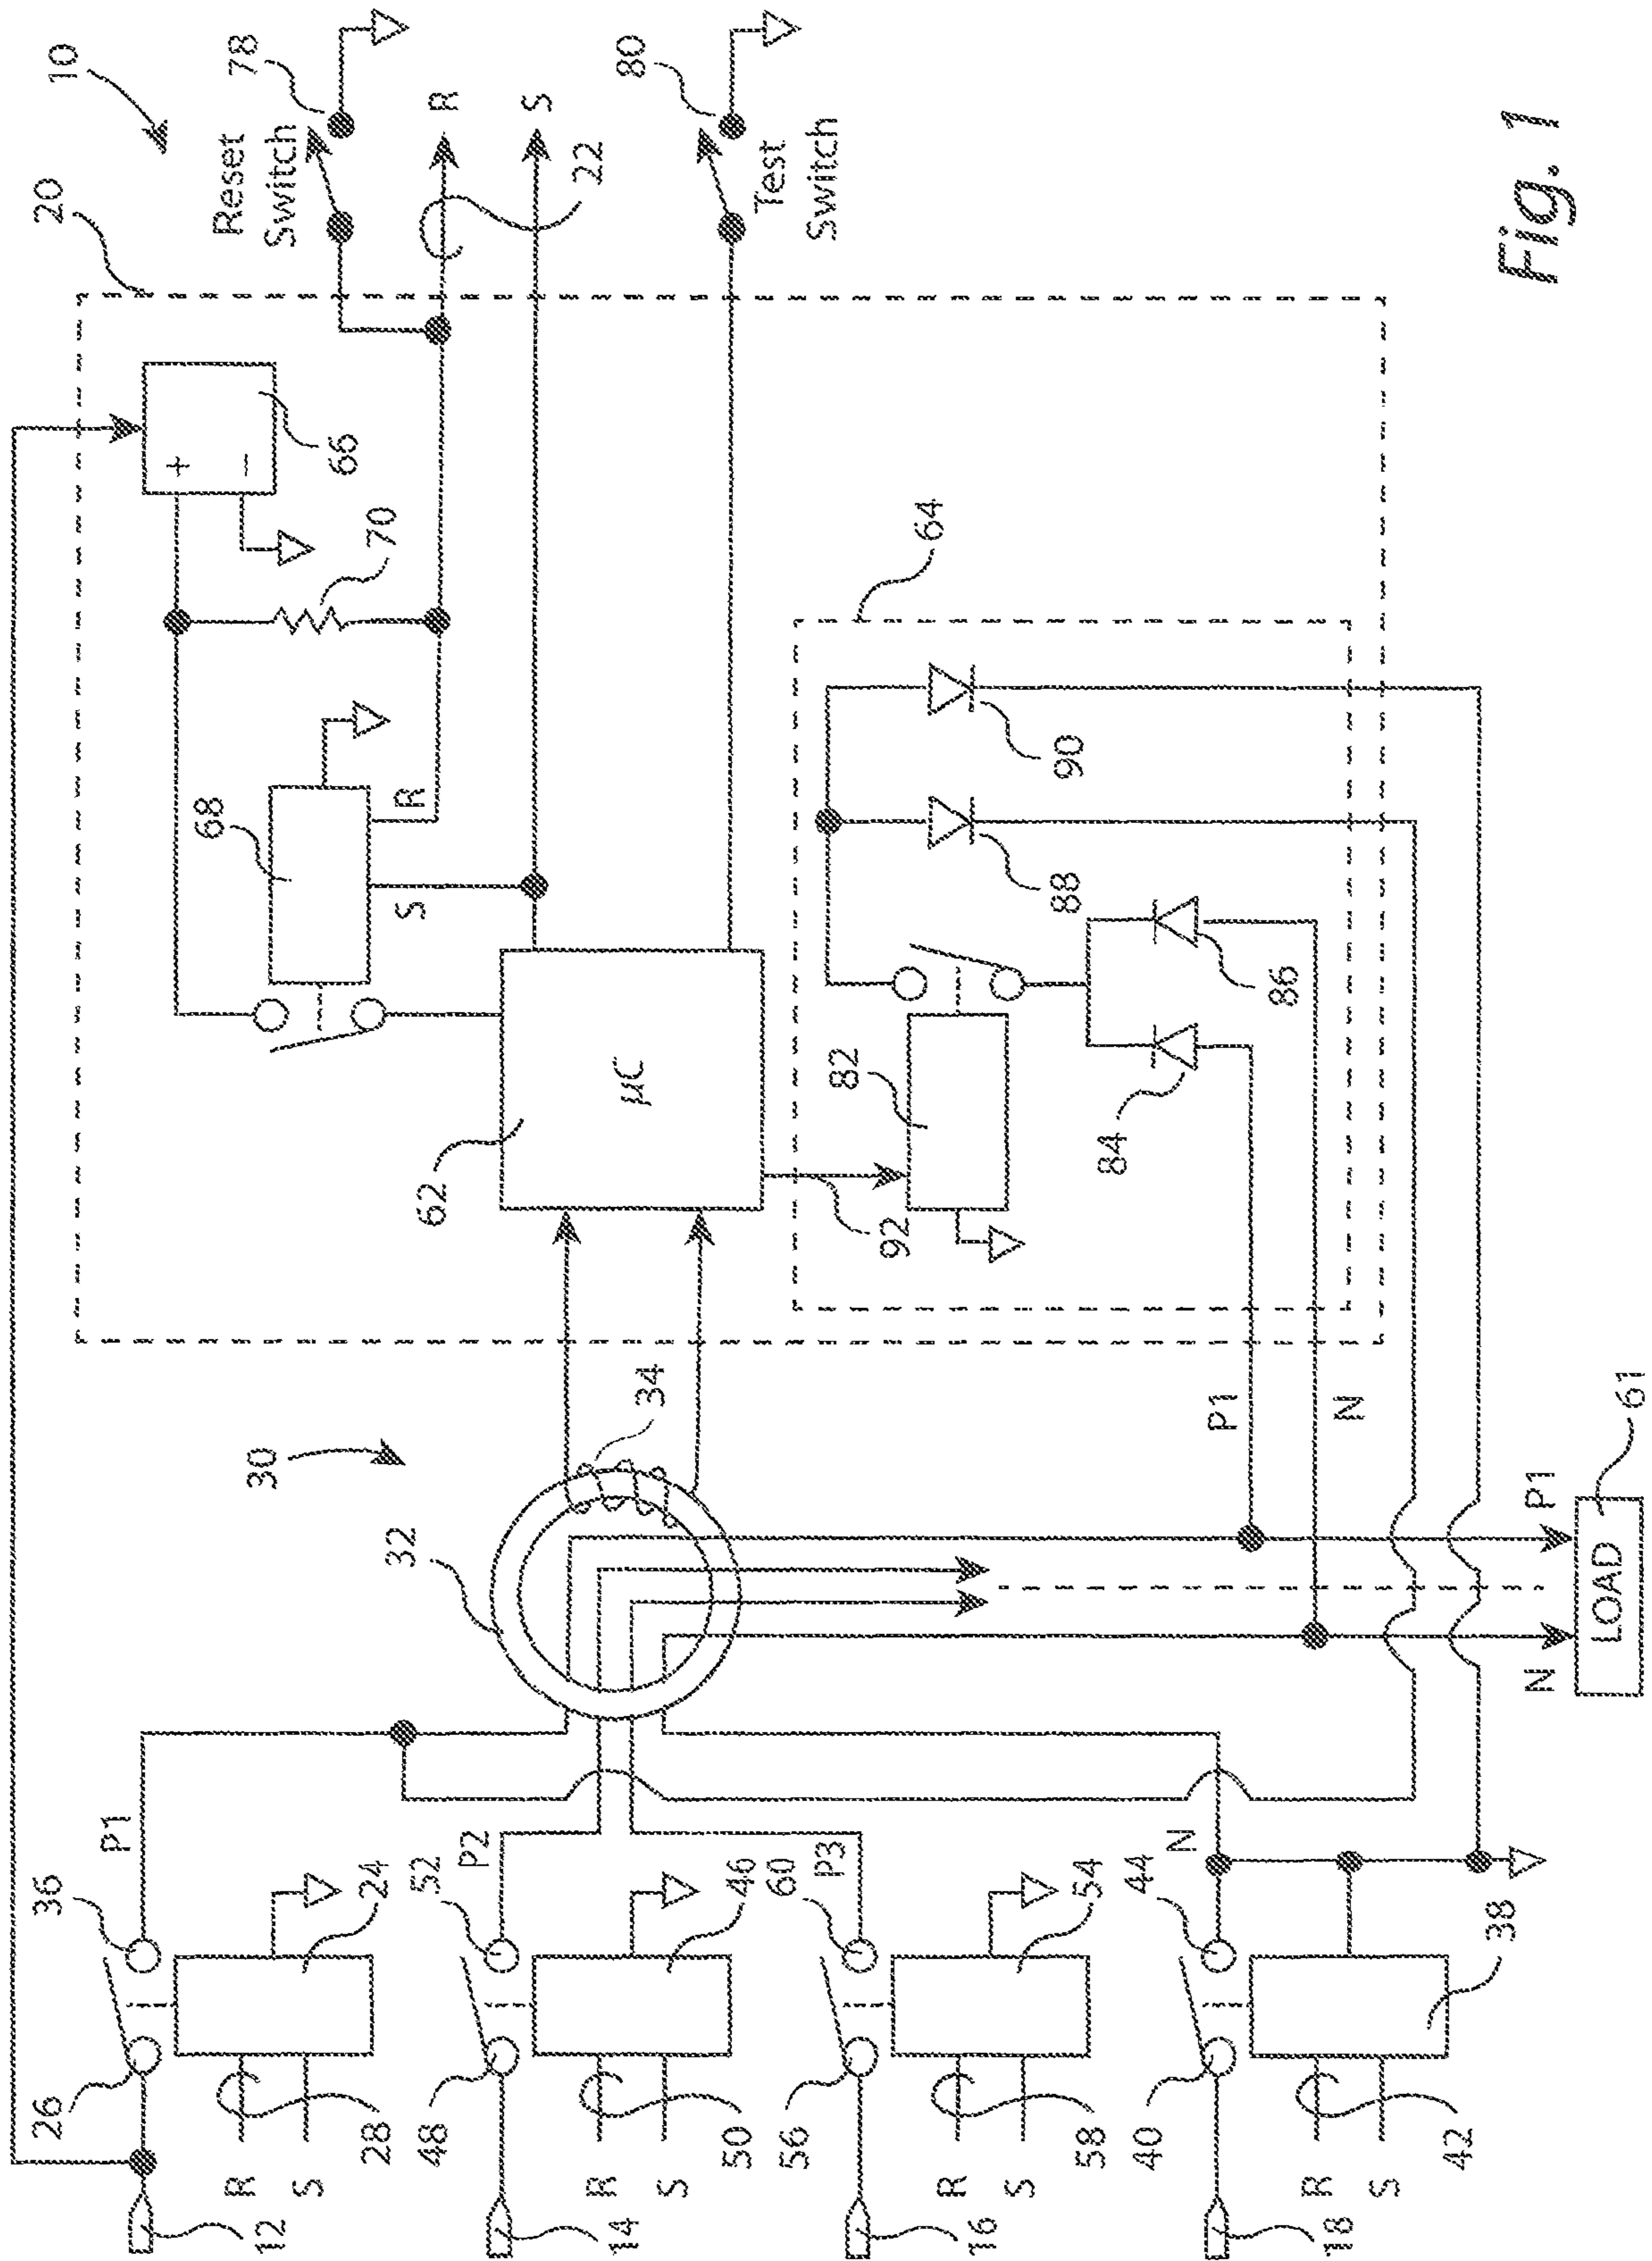 10
20
Reset
Switch
78
R
S
22
80
Test
Switch
66
+
−
70
68
R
S
62
µC
64
90
88
86
84
82
92
30
32
34
P1
N
P1
N
LOAD
61
P1
36
26
24
28
R
S
12
P2
52
48
46
50
R
S
14
P3
60
56
54
58
R
S
16
N
44
40
38
42
R
S
18
Fig. 1